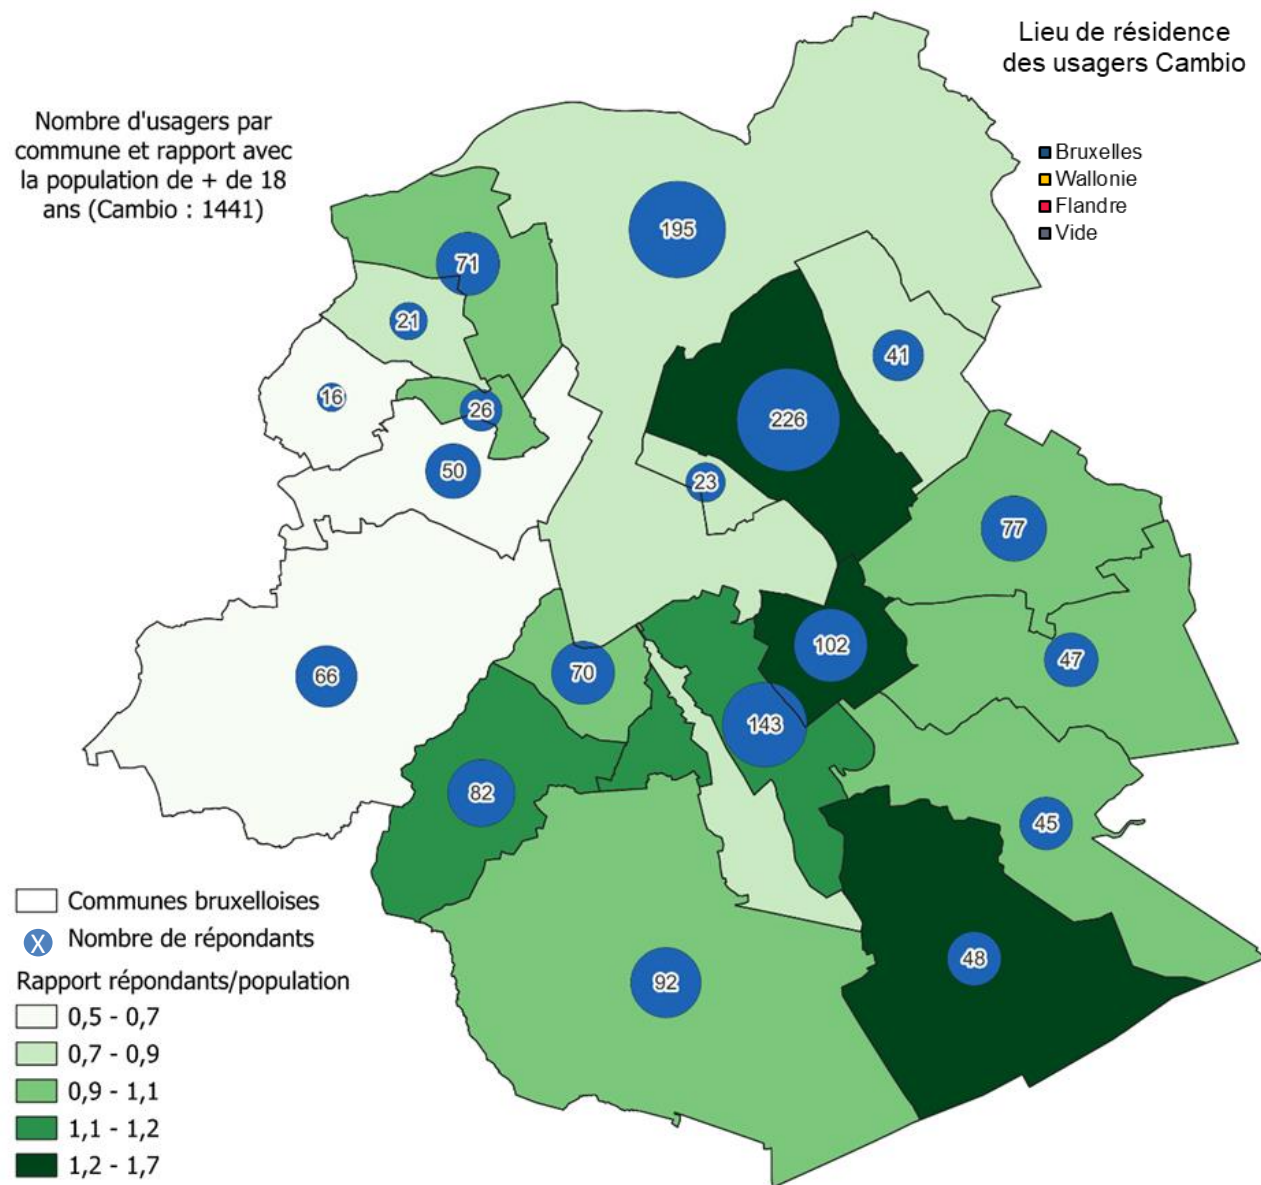 Lieu de résidence
des usagers Cambio
Nombre d'usagers par
commune et rapport avec
la population de + de 18
ans (Cambio : 1441)
Bruxelles
Wallonie
Flandre
Vide
195
71
21
41
16
26
226
50
23
77
102
47
66
70
143
82
45
48
92
Communes bruxelloises
X Nombre de répondants
Rapport répondants/population
0,5 - 0,7
0,7 - 0,9
0,9 - 1,1
1,1 - 1,2
1,2 - 1,7